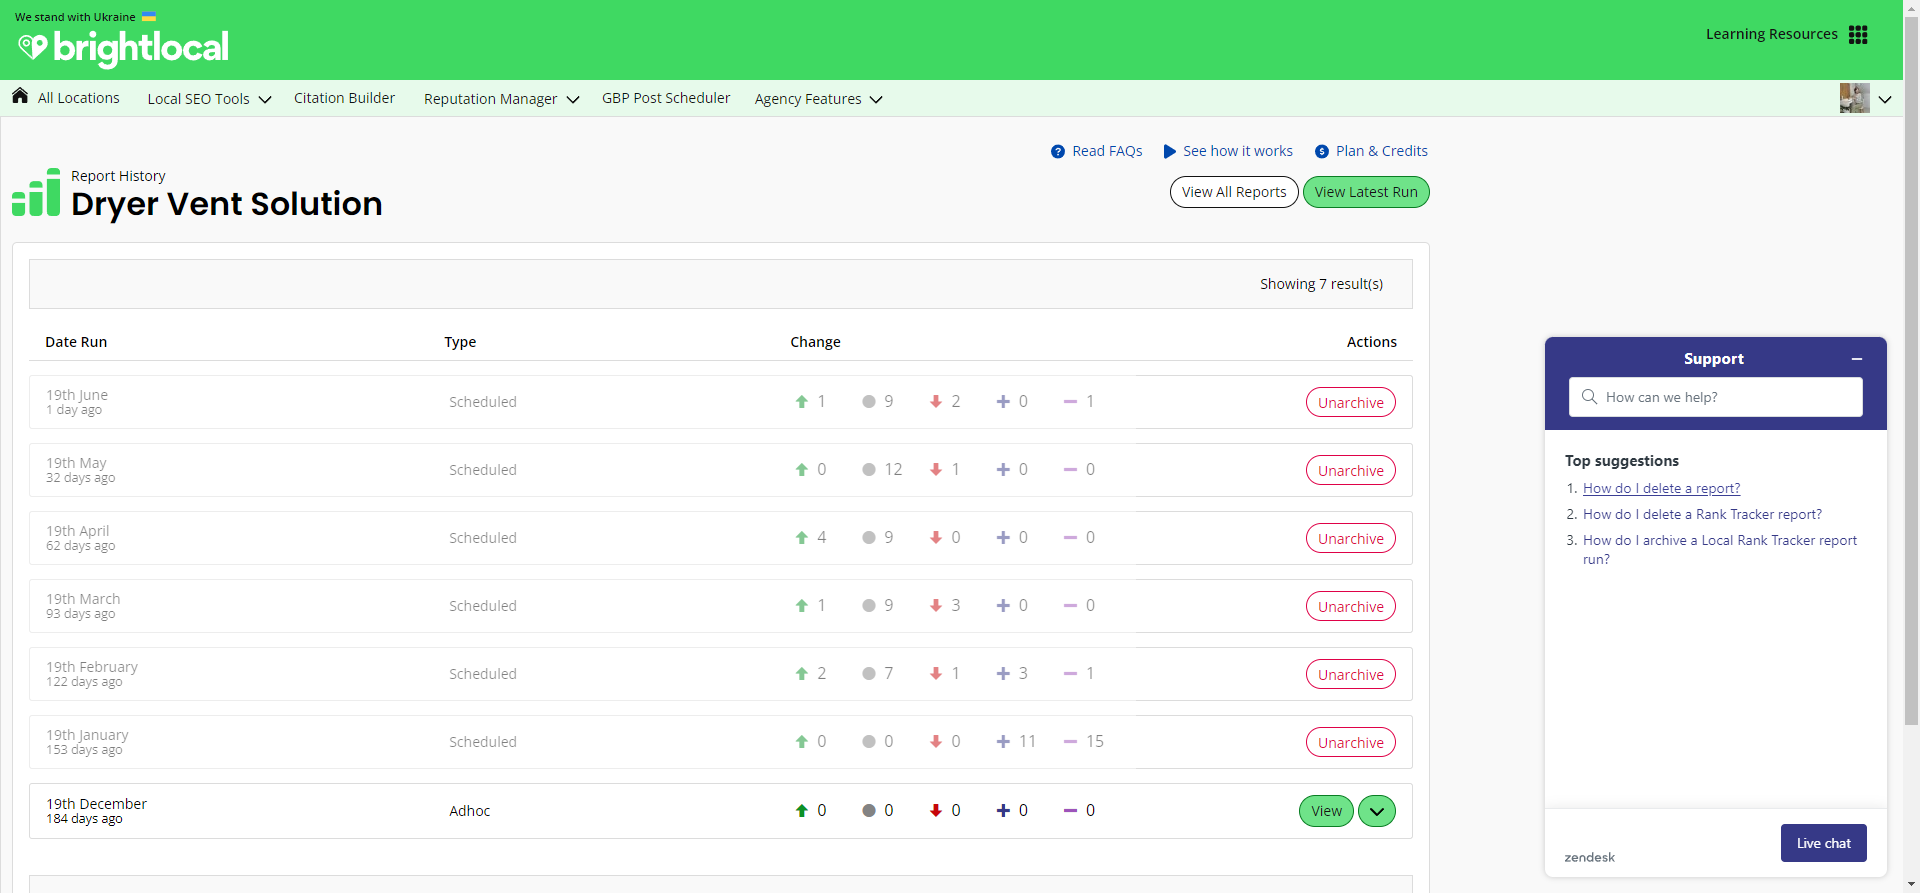 We stand with Ukraine
brightlocal
Learning Resources
All Locations
Local SEO Tools
Citation Builder
Reputation Manager
GBP Post Scheduler
Agency Features
Read FAQs
See how it works
Plan & Credits
Report History
Dryer Vent Solution
View All Reports
View Latest Run
Showing 7 result(s)
Date Run Type Change Actions
19th June
1 day ago
Scheduled 1 9 2 0 1 Unarchive
19th May
32 days ago
Scheduled 0 12 1 0 0 Unarchive
19th April
62 days ago
Scheduled 4 9 0 0 0 Unarchive
19th March
93 days ago
Scheduled 1 9 3 0 0 Unarchive
19th February
122 days ago
Scheduled 2 7 1 3 1 Unarchive
19th January
153 days ago
Scheduled 0 0 0 11 15 Unarchive
19th December
184 days ago
Adhoc 0 0 0 0 0 View
Support
How can we help?
Top suggestions
1. How do I delete a report?
2. How do I delete a Rank Tracker report?
3. How do I archive a Local Rank Tracker report
run?
zendesk
Live chat